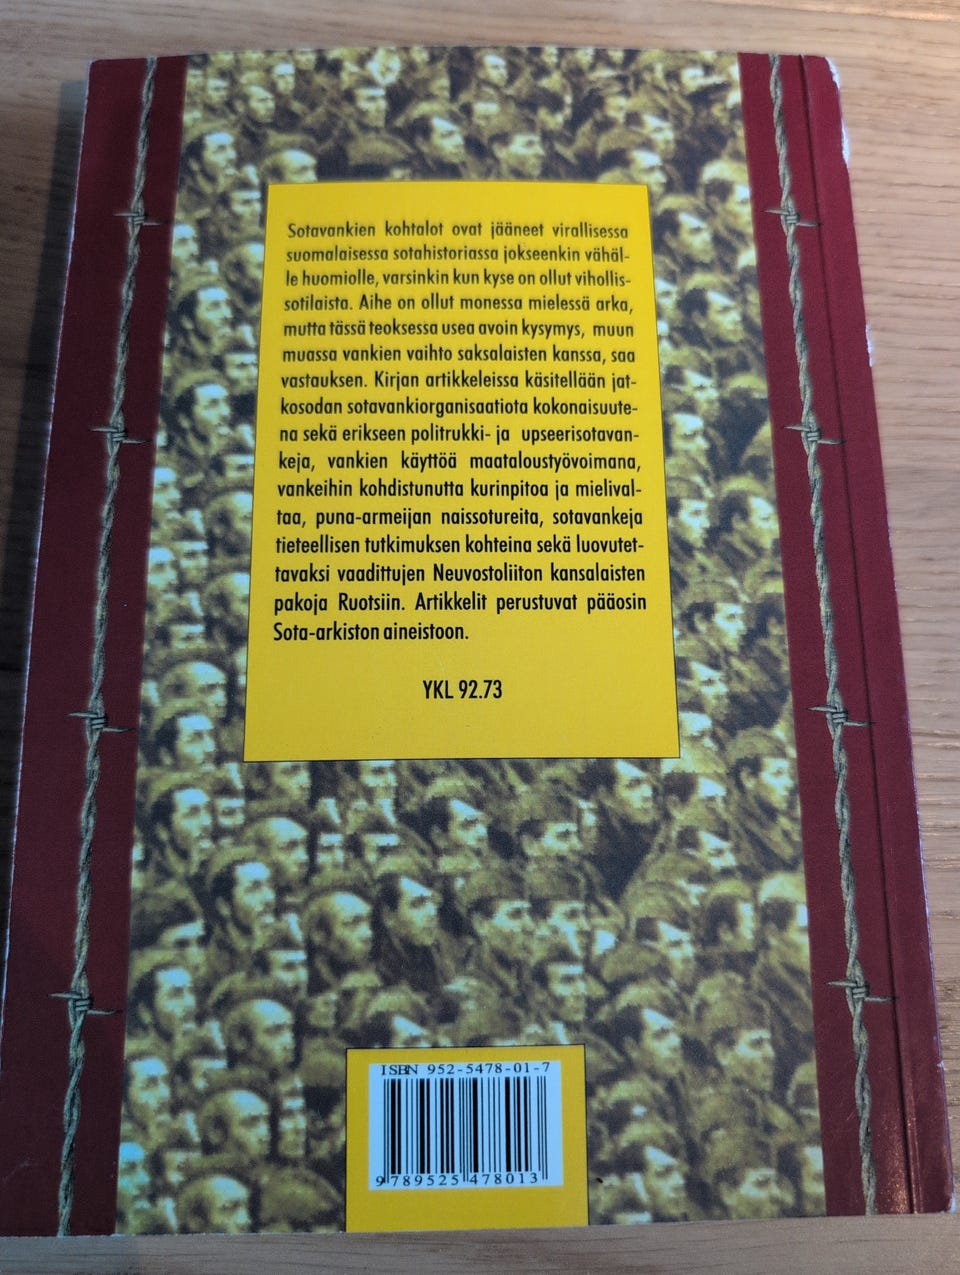 Sotavankien kohtalot ovat jääneet virallisessa
suomalaisessa sotahistoriassa jokseenkin vähäl-
le huomiolle, varsinkin kun kyse on ollut vihollis-
sotilaista. Aihe on ollut monessa mielessä arka,
mutta tässä teoksessa usea avoin kysymys, muun
muassa vankien vaihto saksalaisten kanssa, saa
vastauksen. Kirjan artikkeleissa käsitellään jat-
kosodan sotavankiorganisaatiota kokonaisuute-
na sekä erikseen politrukki- ja upseerisotavan-
keja, vankien käyttöä maataloustyövoimana,
vankeihin kohdistunutta kurinpitoa ja mielival-
taa, puna-armeijan naissotureita, sotavankeja
tieteellisen tutkimuksen kohteina sekä luovutet-
tavaksi vaadittujen Neuvostoliiton kansalaisten
pakoja Ruotsiin. Artikkelit perustuvat pääosin
Sota-arkiston aineistoon.
YKL 92.73
ISBN 952-5478-01-7
9 789525 478013